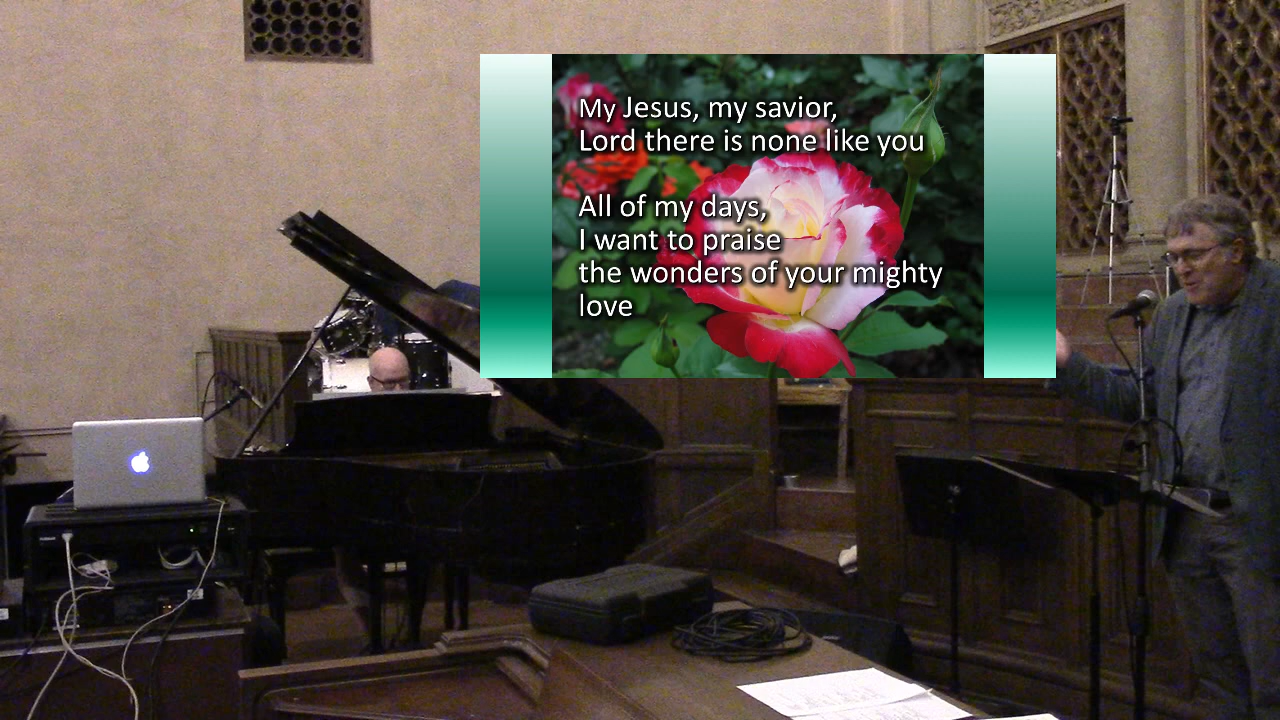 My Jesus, my savior,
Lord there is none like you
All of my days,
I want to praise
the wonders of your mighty
love